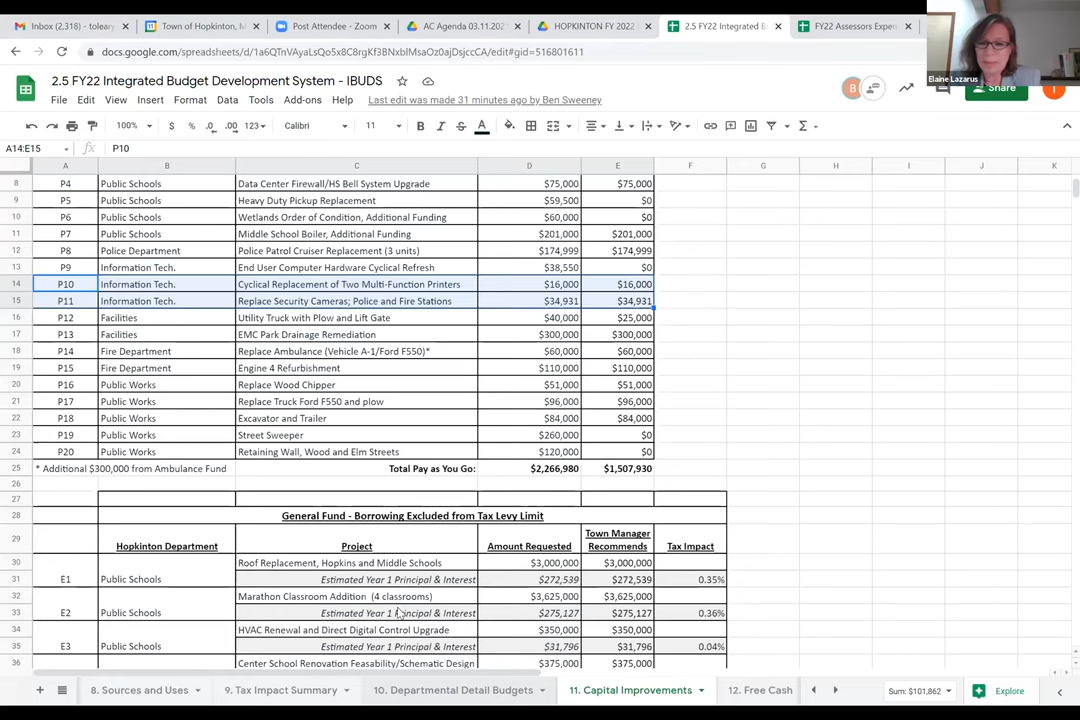 Inbox (2,318) - toleary
Town of Hopkinton, M
Post Attendee - Zoom
AC Agenda 03.11.2021
HOPKINTON FY 2022
2.5 FY22 Integrated B
FY22 Assessors Expen
docs.google.com/spreadsheets/d/1a6QTnVAyaLsQo5x8C8rgKf3BNxblMsaOz0ajDsjccCA/edit#gid=516801611
Elaine Lazarus
2.5 FY22 Integrated Budget Development System - IBUDS
B
Share
T
File Edit View Insert Format Data Tools Add-ons Help Last edit was made 31 minutes ago by Ben Sweeney
100% $ % .0 .00 123 Calibri 11 B I S A
A14:E15 fx P10
A B C D E F G H I J K
8 P4 Public Schools Data Center Firewall/HS Bell System Upgrade $75,000 $75,000
9 P5 Public Schools Heavy Duty Pickup Replacement $59,500 $0
10 P6 Public Schools Wetlands Order of Condition, Additional Funding $60,000 $0
11 P7 Public Schools Middle School Boiler, Additional Funding $201,000 $201,000
12 P8 Police Department Police Patrol Cruiser Replacement (3 units) $174,999 $174,999
13 P9 Information Tech. End User Computer Hardware Cyclical Refresh $38,550 $0
14 P10 Information Tech. Cyclical Replacement of Two Multi-Function Printers $16,000 $16,000
15 P11 Information Tech. Replace Security Cameras; Police and Fire Stations $34,931 $34,931
16 P12 Facilities Utility Truck with Plow and Lift Gate $40,000 $25,000
17 P13 Facilities EMC Park Drainage Remediation $300,000 $300,000
18 P14 Fire Department Replace Ambulance (Vehicle A-1/Ford F550)* $60,000 $60,000
19 P15 Fire Department Engine 4 Refurbishment $110,000 $110,000
20 P16 Public Works Replace Wood Chipper $51,000 $51,000
21 P17 Public Works Replace Truck Ford F550 and plow $96,000 $96,000
22 P18 Public Works Excavator and Trailer $84,000 $84,000
23 P19 Public Works Street Sweeper $260,000 $0
24 P20 Public Works Retaining Wall, Wood and Elm Streets $120,000 $0
25 * Additional $300,000 from Ambulance Fund Total Pay as You Go: $2,266,980 $1,507,930
26
27
28 General Fund - Borrowing Excluded from Tax Levy Limit
29 Hopkinton Department Project Amount Requested Town Manager Recommends Tax Impact
30 Roof Replacement, Hopkins and Middle Schools $3,000,000 $3,000,000
31 E1 Public Schools Estimated Year 1 Principal & Interest $272,539 $272,539 0.35%
32 Marathon Classroom Addition (4 classrooms) $3,625,000 $3,625,000
33 E2 Public Schools Estimated Year 1 Principal & Interest $275,127 $275,127 0.36%
34 HVAC Renewal and Direct Digital Control Upgrade $350,000 $350,000
35 E3 Public Schools Estimated Year 1 Principal & Interest $31,796 $31,796 0.04%
36 Center School Renovation Feasability/Schematic Design $375,000 $375,000
8. Sources and Uses 9. Tax Impact Summary 10. Departmental Detail Budgets 11. Capital Improvements 12. Free Cash Sum: $101,862 Explore